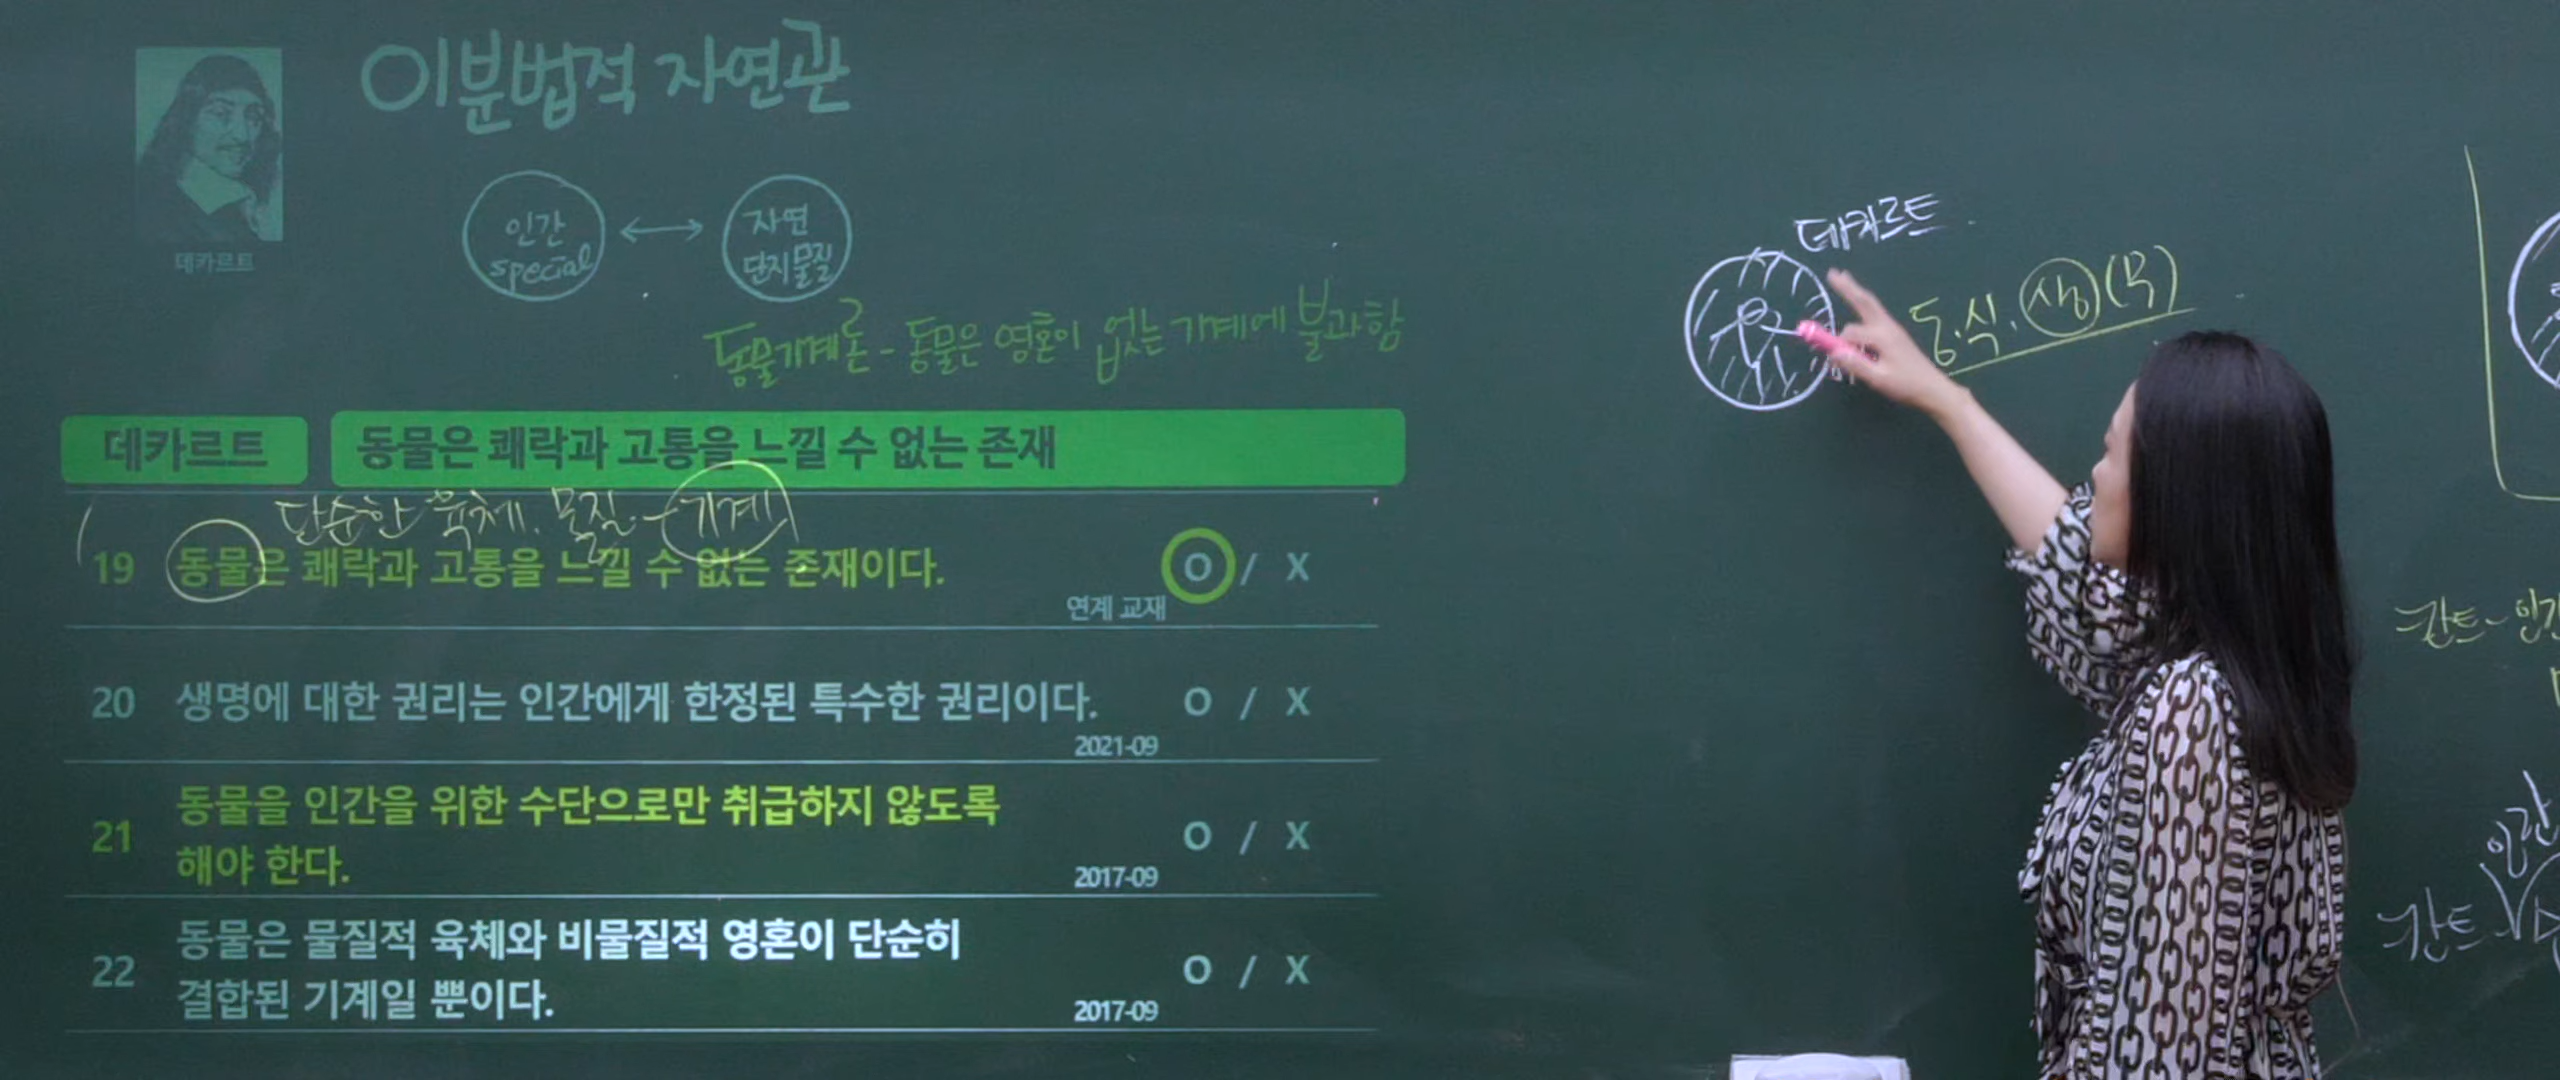 이분법적 자연관
데카르트
인간
special
자연
단지물질
동물기계론 - 동물은 영혼이 없는 기계에 불과함
데카르트
동물은 쾌락과 고통을 느낄 수 없는 존재
단순한 육체. 물질 - 기계
19 동물은 쾌락과 고통을 느낄 수 없는 존재이다. O / X
연계 교재
20 생명에 대한 권리는 인간에게 한정된 특수한 권리이다. O / X
2021-09
21 동물을 인간을 위한 수단으로만 취급하지 않도록
해야 한다. O / X
2017-09
22 동물은 물질적 육체와 비물질적 영혼이 단순히
결합된 기계일 뿐이다. O / X
2017-09
데카르트
동.식.생(무)
칸트 - 인간
인간
칸트